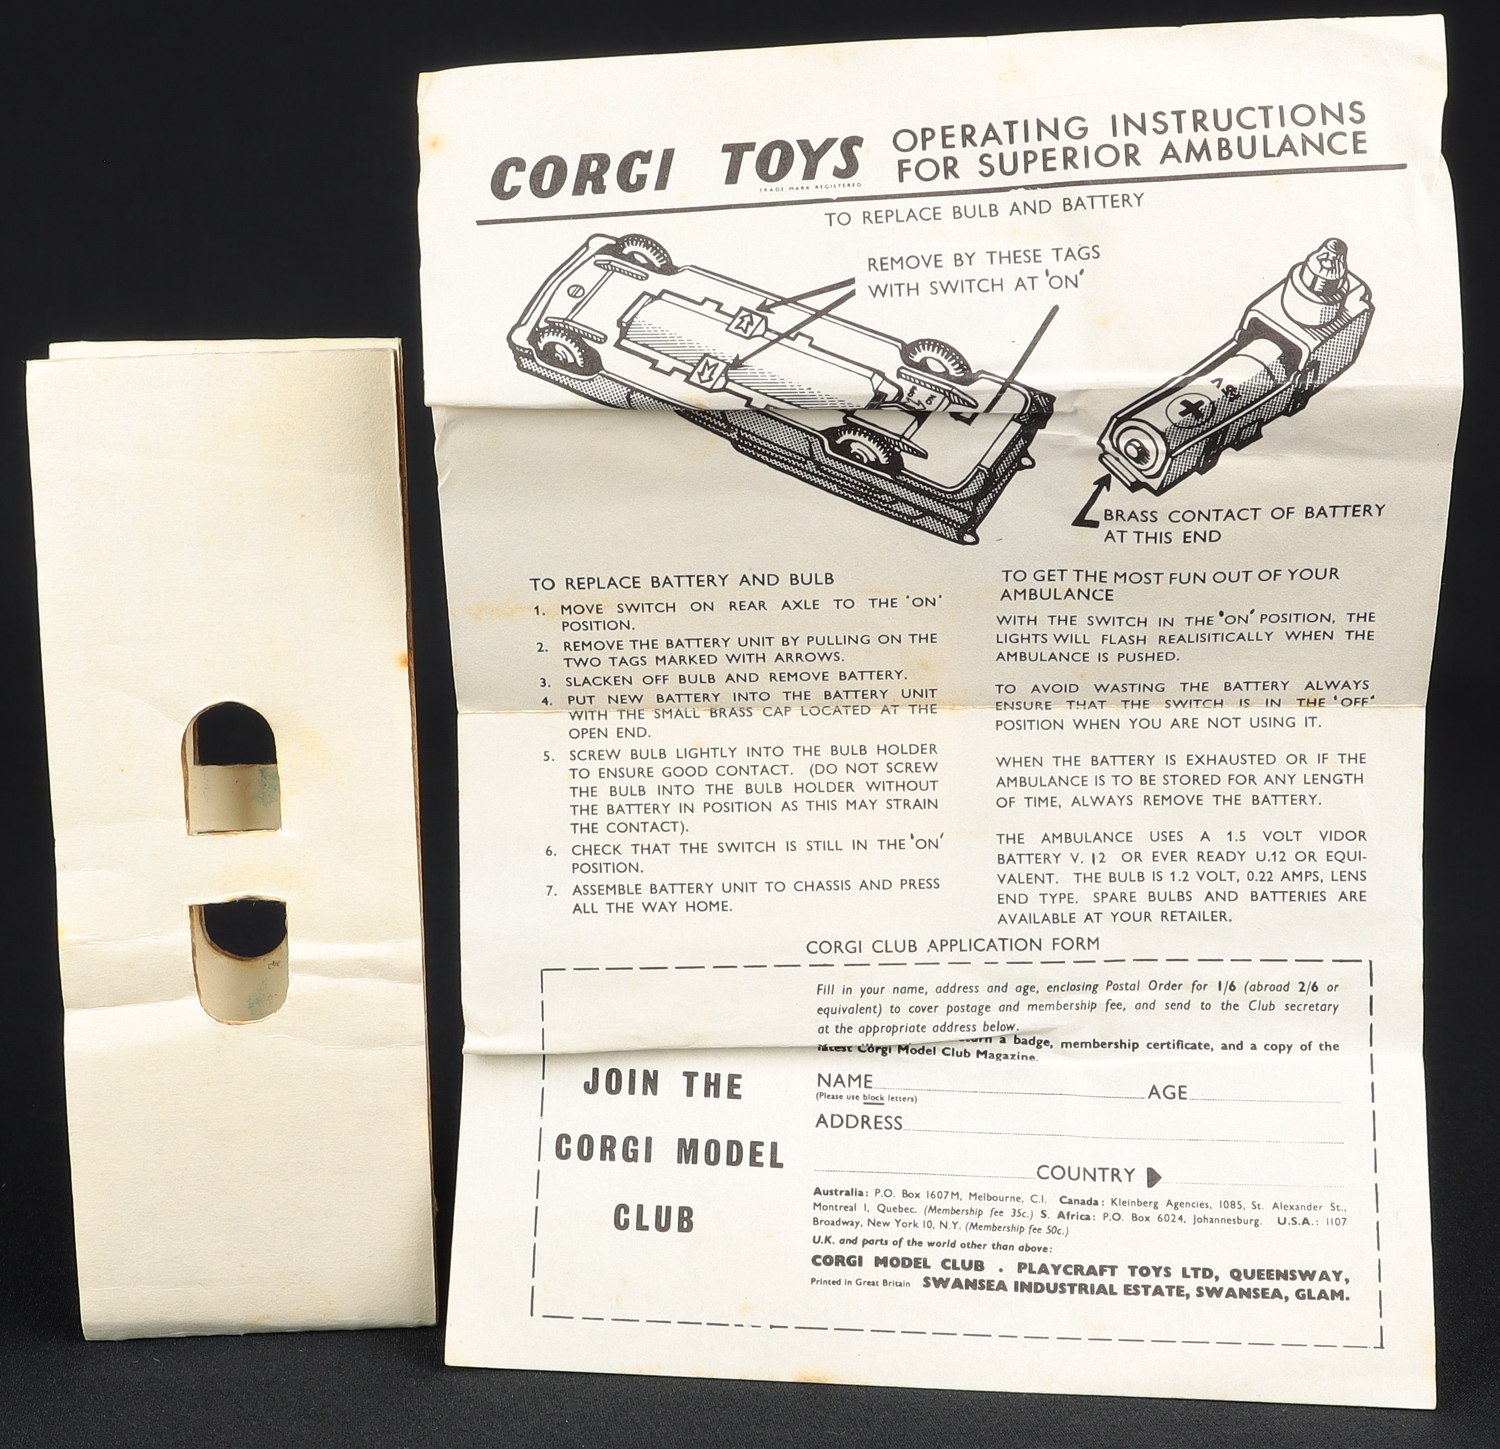 CORGI TOYS
TRADE MARK REGISTERED
OPERATING INSTRUCTIONS
FOR SUPERIOR AMBULANCE
TO REPLACE BULB AND BATTERY
REMOVE BY THESE TAGS
WITH SWITCH AT 'ON'
BRASS CONTACT OF BATTERY
AT THIS END
TO REPLACE BATTERY AND BULB
1. MOVE SWITCH ON REAR AXLE TO THE 'ON'
POSITION.
2. REMOVE THE BATTERY UNIT BY PULLING ON THE
TWO TAGS MARKED WITH ARROWS.
3. SLACKEN OFF BULB AND REMOVE BATTERY.
4. PUT NEW BATTERY INTO THE BATTERY UNIT
WITH THE SMALL BRASS CAP LOCATED AT THE
OPEN END.
5. SCREW BULB LIGHTLY INTO THE BULB HOLDER
TO ENSURE GOOD CONTACT. (DO NOT SCREW
THE BULB INTO THE BULB HOLDER WITHOUT
THE BATTERY IN POSITION AS THIS MAY STRAIN
THE CONTACT).
6. CHECK THAT THE SWITCH IS STILL IN THE 'ON'
POSITION.
7. ASSEMBLE BATTERY UNIT TO CHASSIS AND PRESS
ALL THE WAY HOME.
TO GET THE MOST FUN OUT OF YOUR
AMBULANCE
WITH THE SWITCH IN THE 'ON' POSITION, THE
LIGHTS WILL FLASH REALISITICALLY WHEN THE
AMBULANCE IS PUSHED.
TO AVOID WASTING THE BATTERY ALWAYS
ENSURE THAT THE SWITCH IS IN THE 'OFF'
POSITION WHEN YOU ARE NOT USING IT.
WHEN THE BATTERY IS EXHAUSTED OR IF THE
AMBULANCE IS TO BE STORED FOR ANY LENGTH
OF TIME, ALWAYS REMOVE THE BATTERY.
THE AMBULANCE USES A 1.5 VOLT VIDOR
BATTERY V. 12 OR EVER READY U.12 OR EQUI-
VALENT. THE BULB IS 1.2 VOLT, 0.22 AMPS, LENS
END TYPE. SPARE BULBS AND BATTERIES ARE
AVAILABLE AT YOUR RETAILER.
CORGI CLUB APPLICATION FORM
JOIN THE
CORGI MODEL
CLUB
Fill in your name, address and age, enclosing Postal Order for 1/6 (abroad 2/6 or
equivalent) to cover postage and membership fee, and send to the Club secretary
at the appropriate address below.
a badge, membership certificate, and a copy of the
latest Corgi Model Club Magazine.
NAME AGE
(Please use block letters)
ADDRESS
COUNTRY
Australia: P.O. Box 1607M, Melbourne, C.I. Canada: Kleinberg Agencies, 1085, St. Alexander St.,
Montreal 1, Quebec. (Membership fee 35c.) S. Africa: P.O. Box 6024, Johannesburg. U.S.A.: 1107
Broadway, New York 10, N.Y. (Membership fee 50c.)
U.K. and parts of the world other than above:
CORGI MODEL CLUB . PLAYCRAFT TOYS LTD, QUEENSWAY,
Printed in Great Britain SWANSEA INDUSTRIAL ESTATE, SWANSEA, GLAM.